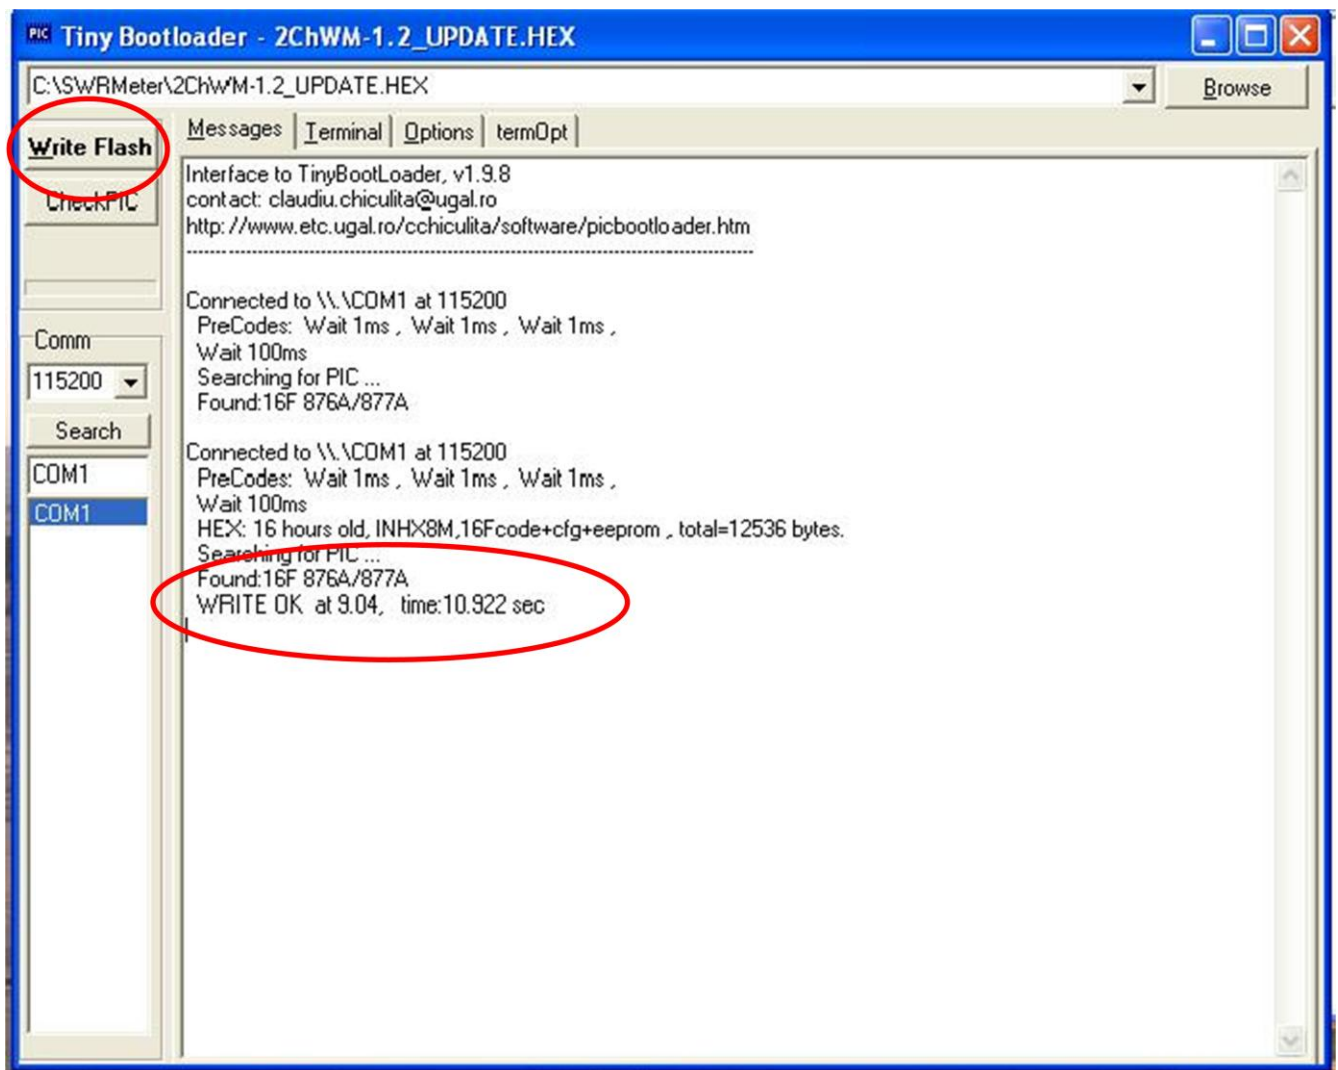 PIC Tiny Bootloader - 2ChWM-1.2_UPDATE.HEX
C:\SWRMeter\2ChWM-1.2_UPDATE.HEX
Browse
Write Flash
CheckPIC
Messages Terminal Options termOpt
Interface to TinyBootLoader, v1.9.8
contact: claudiu.chiculita@ugal.ro
http://www.etc.ugal.ro/cchiculita/software/picbootloader.htm
-----------------------------------------------------------------------------------------
Connected to \\.\COM1 at 115200
PreCodes: Wait 1ms , Wait 1ms , Wait 1ms ,
Wait 100ms
Searching for PIC ...
Found:16F 876A/877A
Connected to \\.\COM1 at 115200
PreCodes: Wait 1ms , Wait 1ms , Wait 1ms ,
Wait 100ms
HEX: 16 hours old, INHX8M,16Fcode+cfg+eeprom , total=12536 bytes.
Searching for PIC ...
Found:16F 876A/877A
WRITE OK at 9.04, time:10.922 sec
Comm
115200
Search
COM1
COM1